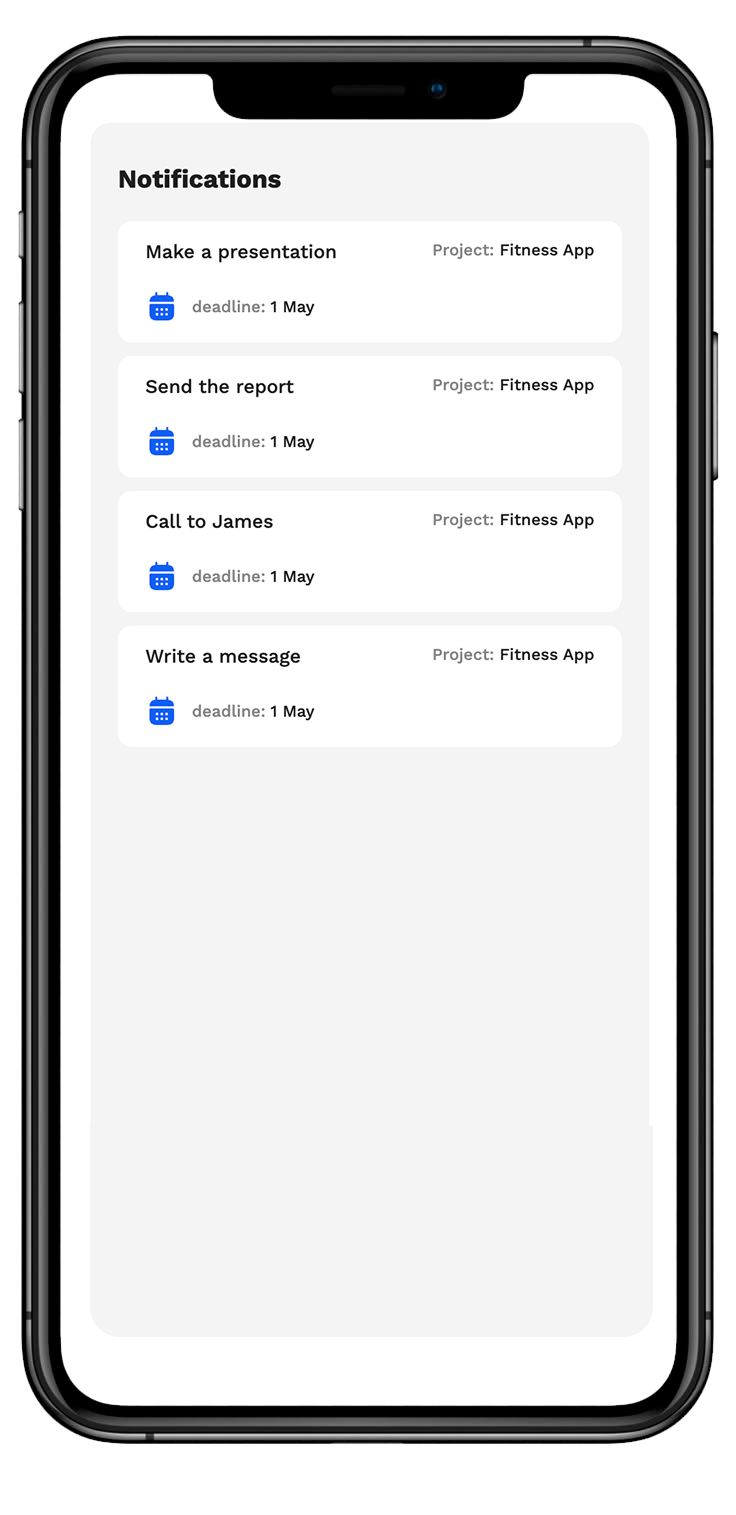 Notifications
Make a presentation Project: Fitness App
deadline: 1 May
Send the report Project: Fitness App
deadline: 1 May
Call to James Project: Fitness App
deadline: 1 May
Write a message Project: Fitness App
deadline: 1 May